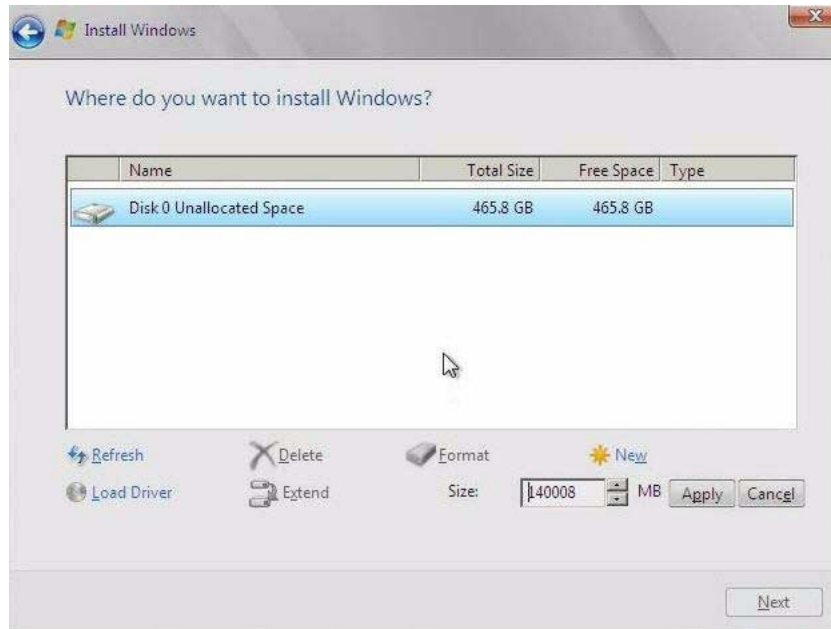 Install Windows
Where do you want to install Windows?
Name Total Size Free Space Type
Disk 0 Unallocated Space 465.8 GB 465.8 GB
Refresh Delete Format New
Load Driver Extend Size: 140008 MB Apply Cancel
Next